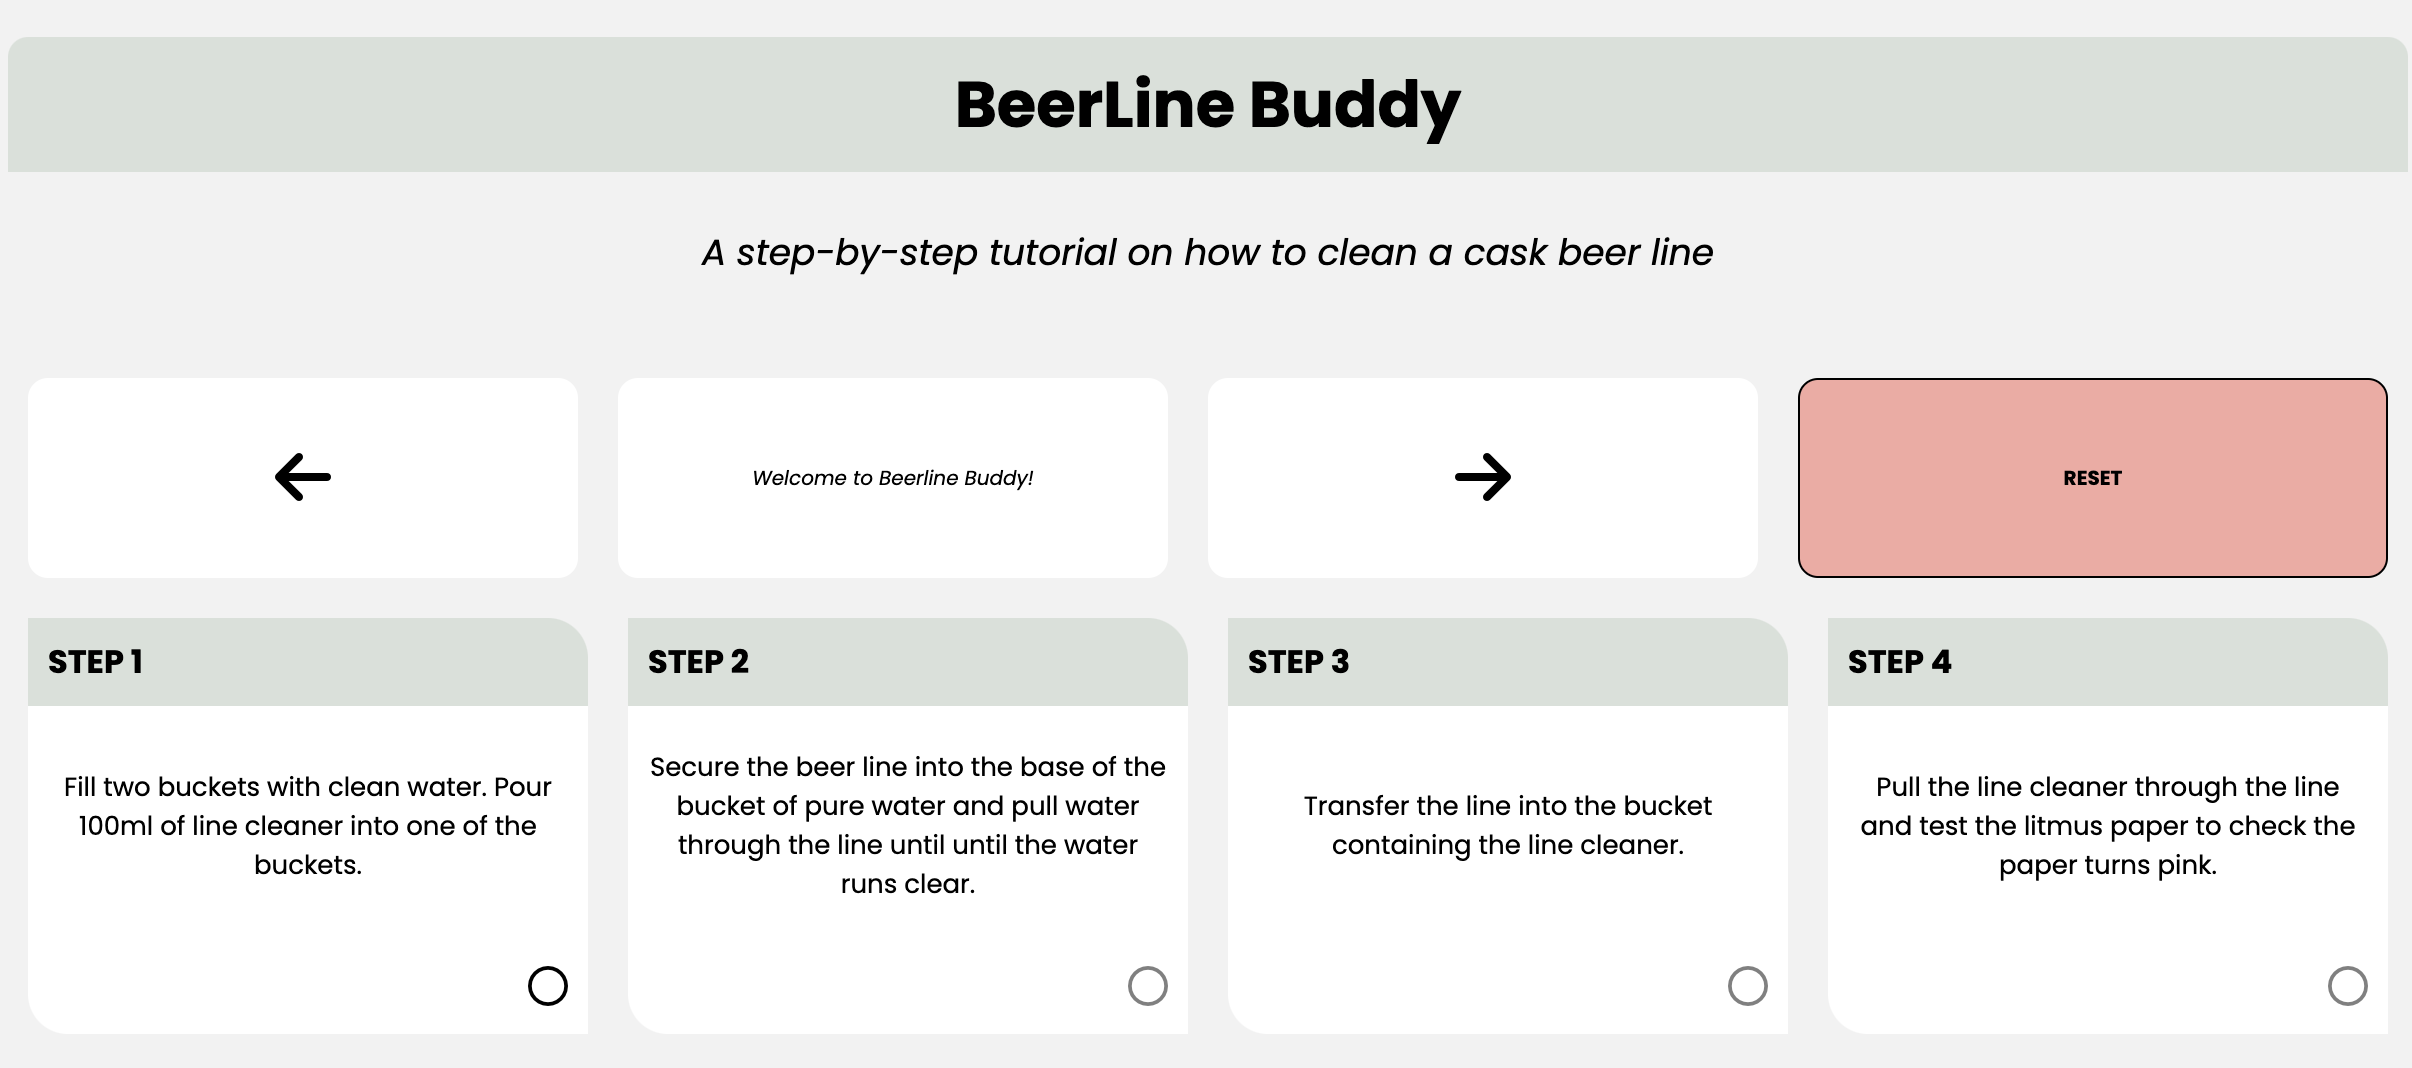 BeerLine Buddy
A step-by-step tutorial on how to clean a cask beer line
Welcome to Beerline Buddy!
RESET
STEP 1
Fill two buckets with clean water. Pour
100ml of line cleaner into one of the
buckets.
STEP 2
Secure the beer line into the base of the
bucket of pure water and pull water
through the line until until the water
runs clear.
STEP 3
Transfer the line into the bucket
containing the line cleaner.
STEP 4
Pull the line cleaner through the line
and test the litmus paper to check the
paper turns pink.